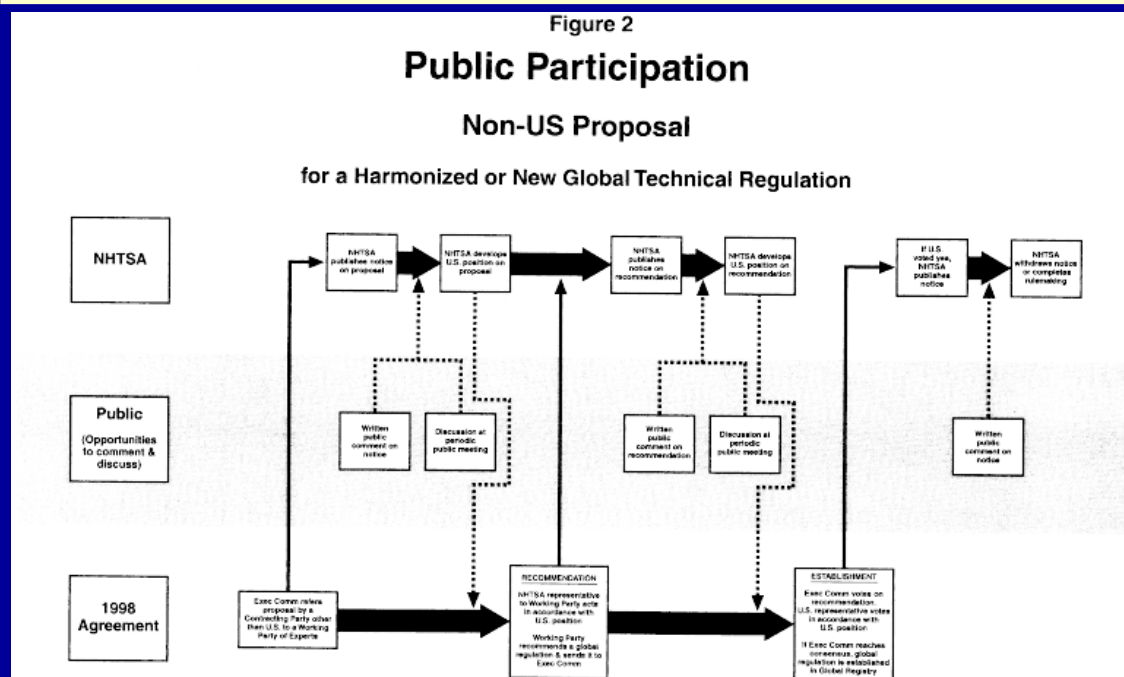 Figure 2
Public Participation
Non-US Proposal
for a Harmonized or New Global Technical Regulation
NHTSA
NHTSA
publishes notice
on proposal
NHTSA develops
U.S. position on
proposal
NHTSA
publishes
notice on
recommendation
NHTSA develops
U.S. position on
recommendation
If U.S.
voted yes,
NHTSA
publishes
notice
NHTSA
withdraws notice
or completes
rulemaking
Public
(Opportunities
to comment &
discuss)
Written
public
comment on
notice
Discussion at
periodic
public meeting
Written
public
comment on
recommendation
Discussion at
periodic
public meeting
Written
public
comment on
notice
1998
Agreement
Exec Comm refers
proposal by a
Contracting Party other
than U.S. to a Working
Party of Experts
RECOMMENDATION
NHTSA representative
to Working Party acts
in accordance with
U.S. position
Working Party
recommends a global
regulation & sends it to
Exec Comm
ESTABLISHMENT
Exec Comm votes on
recommendation.
U.S. representative votes
in accordance with
U.S. position
If Exec Comm reaches
consensus, global
regulation is established
in Global Registry